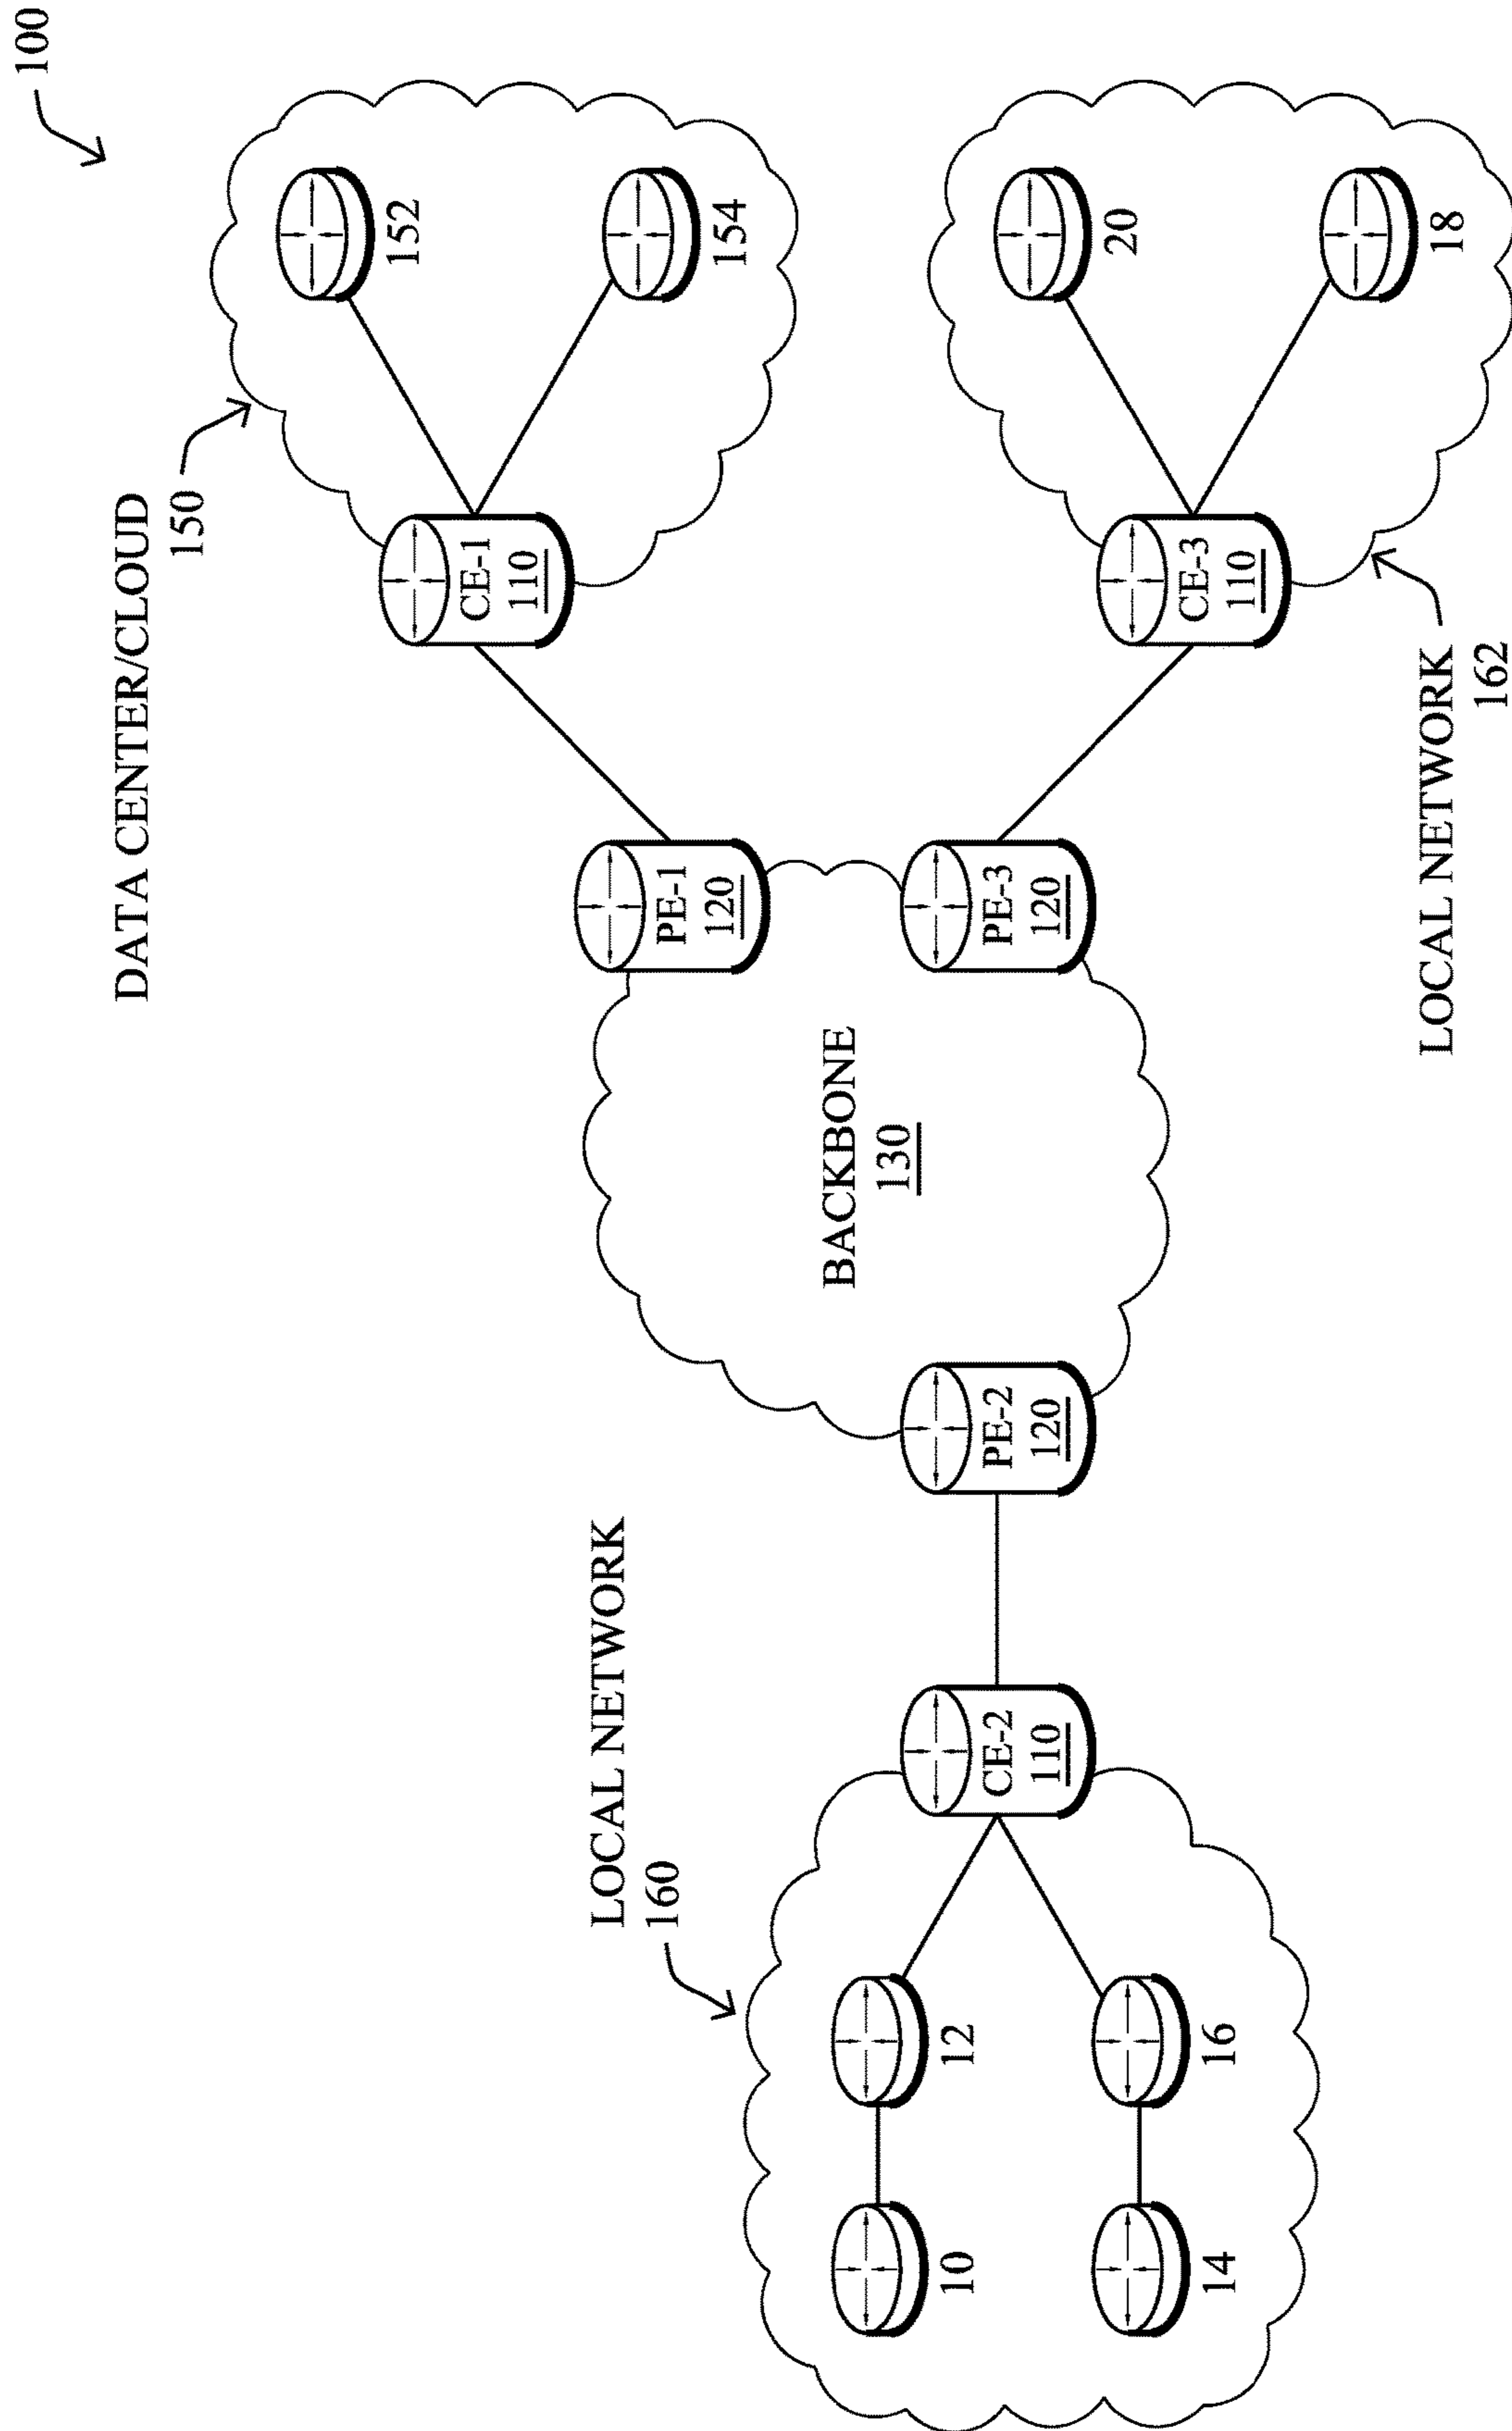 100
DATA CENTER/CLOUD
150
152
154
CE-1
110
PE-1
120
LOCAL NETWORK
160
BACKBONE
130
10
12
CE-2
110
PE-2
120
PE-3
120
14
16
CE-3
110
20
18
LOCAL NETWORK
162